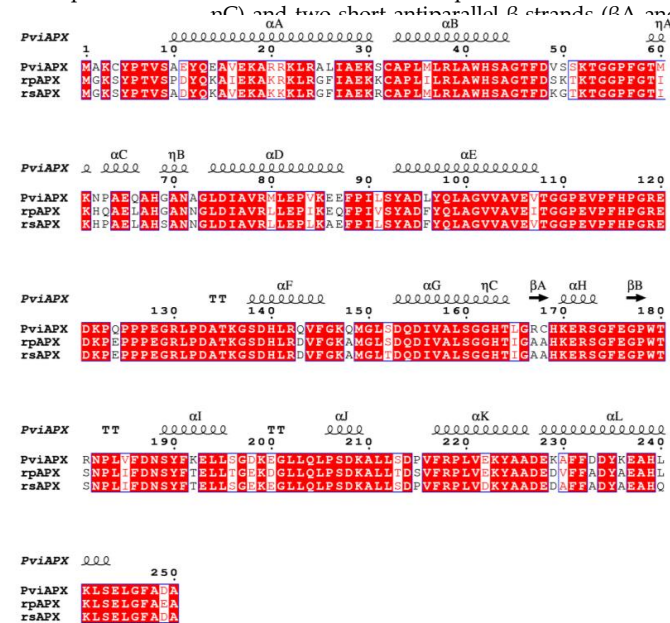 ηC) and two short antiparallel β strands (βA and
PviAPX αA αB ηA
1 10 20 30 40 50 60
PviAPX MAKCYPTVSAEYQEAVEKARRKLRALIAEKSCAPLMLRLAWHSAGTFDVSSKTGGPFGTM
rpAPX MGKSYPTVSPDYQKAIEKARRKLRGFIAEKKCAPLILRLAWHSAGTFDSKTKTGGPFGTI
rsAPX MGKSYPTVSADYQKAVEKAKKKLRGFIAEKRCAPLMLRLAWHSAGTFDKGTKTGGPFGTI
PviAPX αC ηB αD αE
70 80 90 100 110 120
PviAPX KNPAEQAHGANAGLDIAVRMLEPVKEEFPILSYADLYQLAGVVAVEVTGGPEVPFHPGRE
rpAPX KHQAELAHGANNGLDIAVRLLEPIKEQFPIVSYADFYQLAGVVAVEITGGPEVPFHPGRE
rsAPX KHPAELAHSANNGLDIAVRLLEPLKAEFPILSYADFYQLAGVVAVEVTGGPEVPFHPGRE
PviAPX TT αF αG ηC βA αH βB
130 140 150 160 170 180
PviAPX DKPQPPPEGRLPDATKGSDHLRQVFGKQMGLSDQDIVALSGGHTLGRCHKERSGFEGPWT
rpAPX DKPEPPPEGRLPDATKGSDHLRDVFGKAMGLSDQDIVALSGGHTIGAAHKERSGFEGPWT
rsAPX DKPEPPPEGRLPDATKGSDHLRDVFGKAMGLTDQDIVALSGGHTIGAAHKERSGFEGPWT
PviAPX TT αI TT αJ αK αL
190 200 210 220 230 240
PviAPX RNPLVFDNSYFKELLSGDKEGLLQLPSDKALLSDPVFRPLVEKYAADEKAFFDDYKEAHL
rpAPX SNPLIFDNSYFTELLTGEKDGLLQLPSDKALLTDSVFRPLVEKYAADEDVFFADYAEAHL
rsAPX SNPLIFDNSYFTELLSGEKEGLLQLPSDKALLSDPVFRPLVDKYAADEDAFFADYAEAHQ
PviAPX
250
PviAPX KLSELGFADA
rpAPX KLSELGFAEA
rsAPX KLSELGFADA